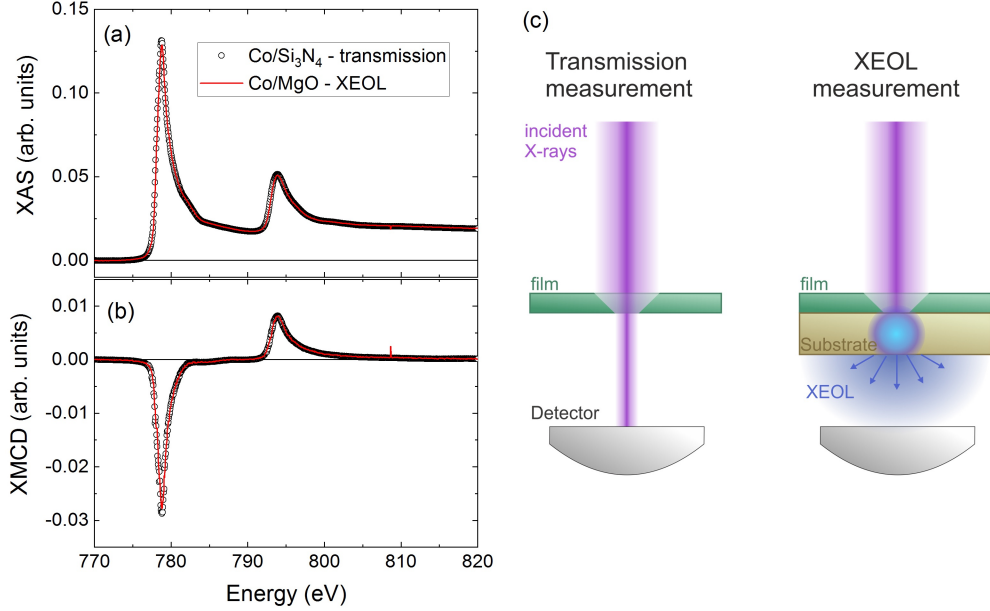 (a)
Co/Si₃N₄ - transmission
Co/MgO - XEOL
XAS (arb. units)
0.15
0.10
0.05
0.00
(b)
XMCD (arb. units)
0.01
0.00
-0.01
-0.02
-0.03
770 780 790 800 810 820
Energy (eV)
(c)
Transmission
measurement
incident
X-rays
film
Detector
XEOL
measurement
film
Substrate
XEOL